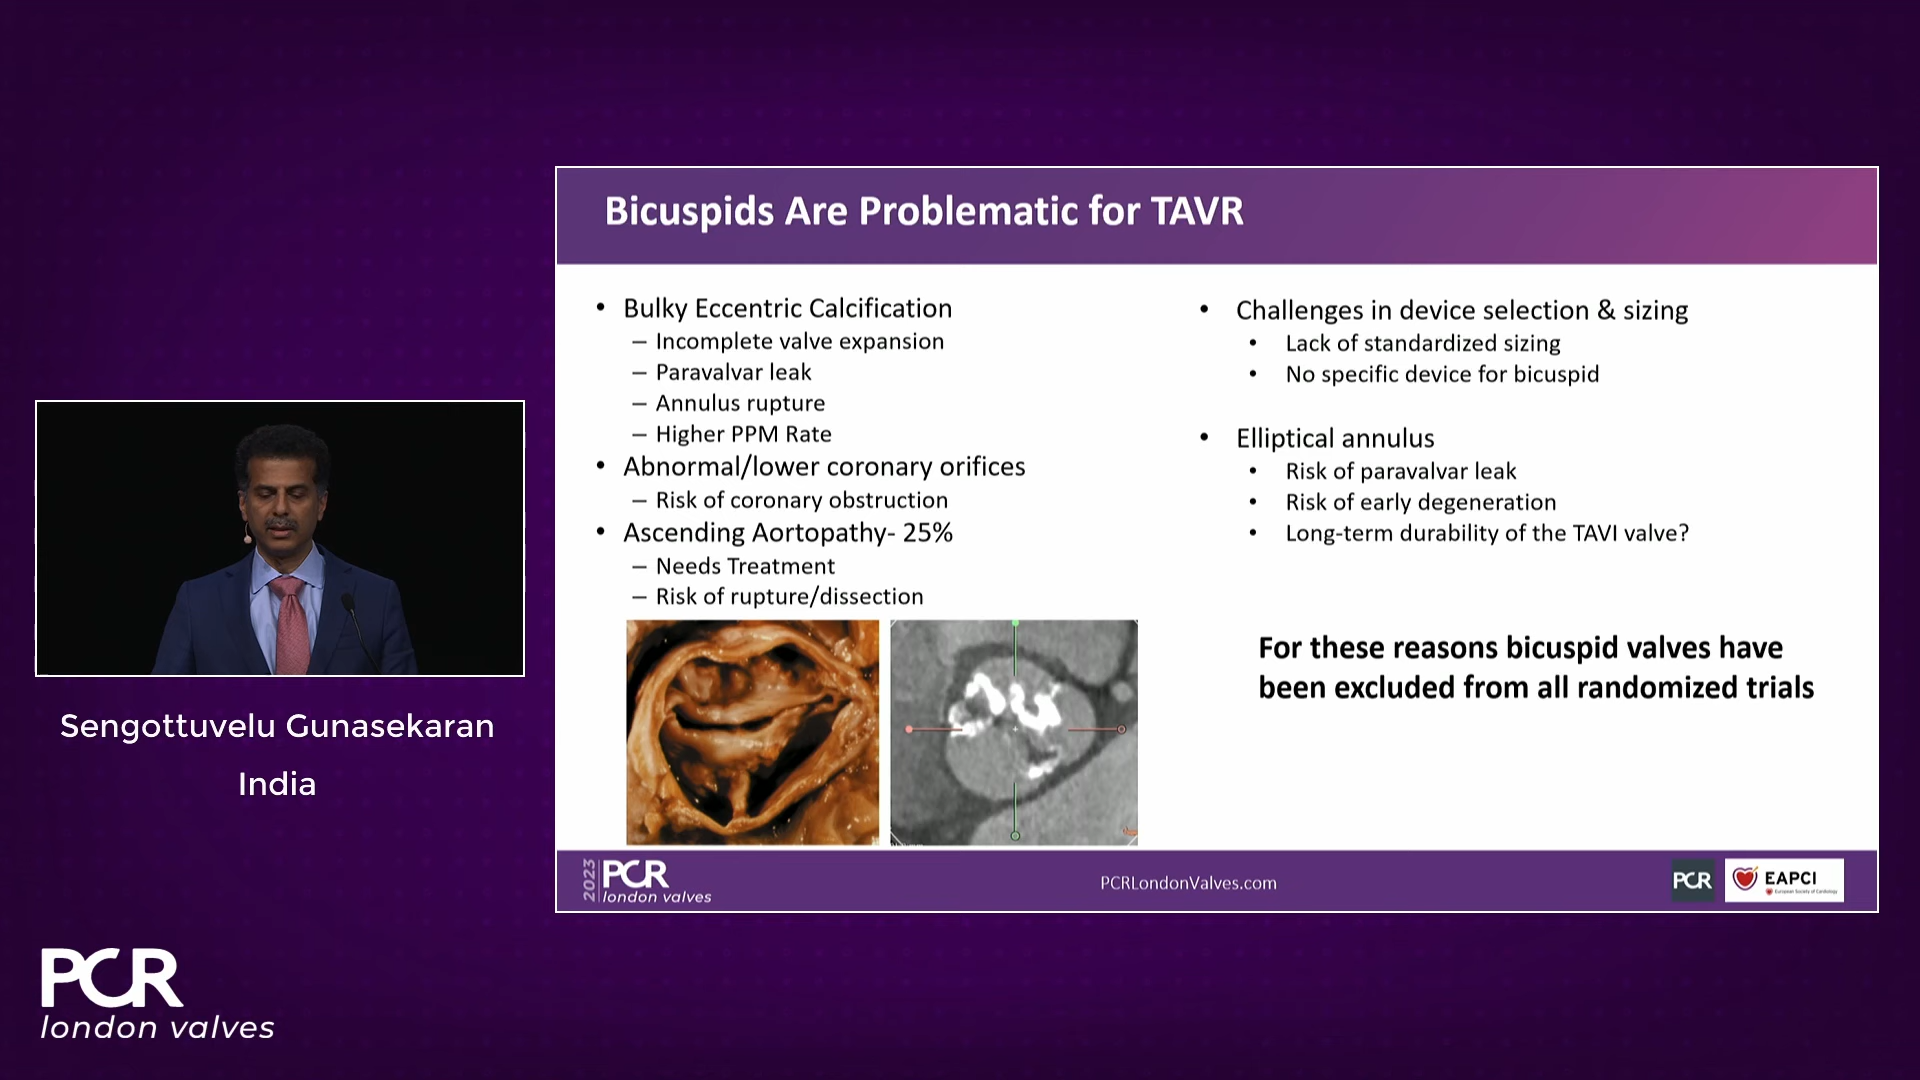 Bicuspids Are Problematic for TAVR
• Bulky Eccentric Calcification
– Incomplete valve expansion
– Paravalvar leak
– Annulus rupture
– Higher PPM Rate
• Abnormal/lower coronary orifices
– Risk of coronary obstruction
• Ascending Aortopathy- 25%
– Needs Treatment
– Risk of rupture/dissection
• Challenges in device selection & sizing
• Lack of standardized sizing
• No specific device for bicuspid
• Elliptical annulus
• Risk of paravalvar leak
• Risk of early degeneration
• Long-term durability of the TAVI valve?
For these reasons bicuspid valves have
been excluded from all randomized trials
Sengottuvelu Gunasekaran
India
2023
PCR
london valves
PCRLondonValves.com
PCR
EAPCI
European Society of Cardiology
PCR
london valves